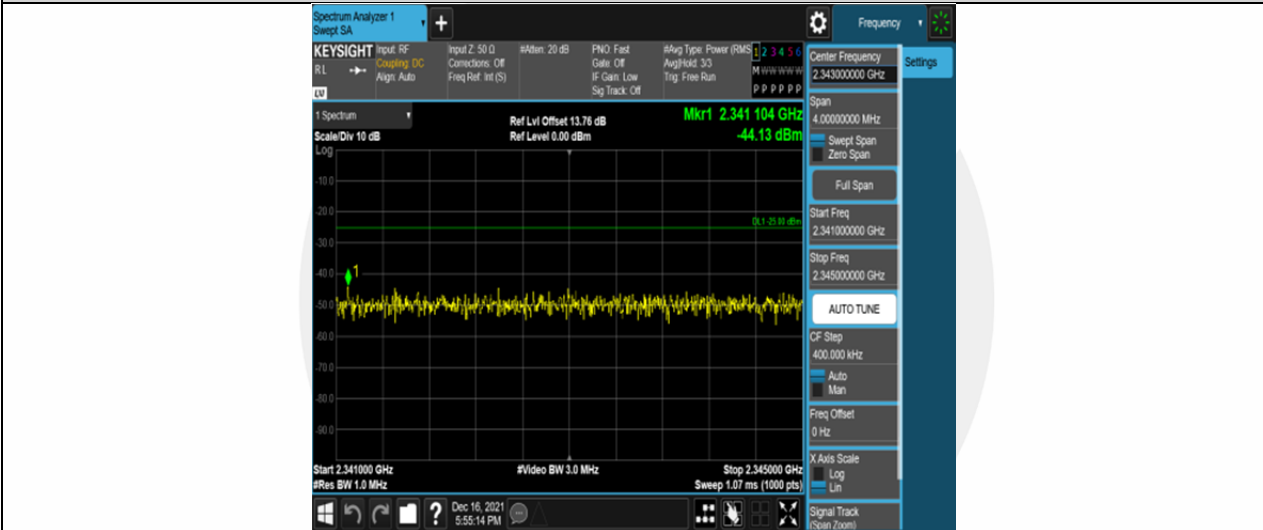 Spectrum Analyzer 1
Swept SA
+
Frequency
KEYSIGHT
RL
LV
Input: RF
Coupling: DC
Align: Auto
Input Z: 50 Ω
Corrections: Off
Freq Ref: Int (S)
#Atten: 20 dB
PNO: Fast
Gate: Off
IF Gain: Low
Sig Track: Off
#Avg Type: Power (RMS
Avg|Hold: 3/3
Trig: Free Run
1 2 3 4 5 6
M W W W W W
P P P P P P
Settings
1 Spectrum
Scale/Div 10 dB
Ref Lvl Offset 13.76 dB
Ref Level 0.00 dBm
Mkr1 2.341 104 GHz
-44.13 dBm
Log
-10.0
-20.0
-30.0
-40.0
-50.0
-60.0
-70.0
-80.0
-90.0
DL1 -25.00 dBm
1
Start 2.341000 GHz
#Res BW 1.0 MHz
#Video BW 3.0 MHz
Stop 2.345000 GHz
Sweep 1.07 ms (1000 pts)
Center Frequency
2.343000000 GHz
Span
4.00000000 MHz
Swept Span
Zero Span
Full Span
Start Freq
2.341000000 GHz
Stop Freq
2.345000000 GHz
AUTO TUNE
CF Step
400.000 kHz
Auto
Man
Freq Offset
0 Hz
X Axis Scale
Log
Lin
Signal Track
(Span Zoom)
?
Dec 16, 2021
5:55:14 PM